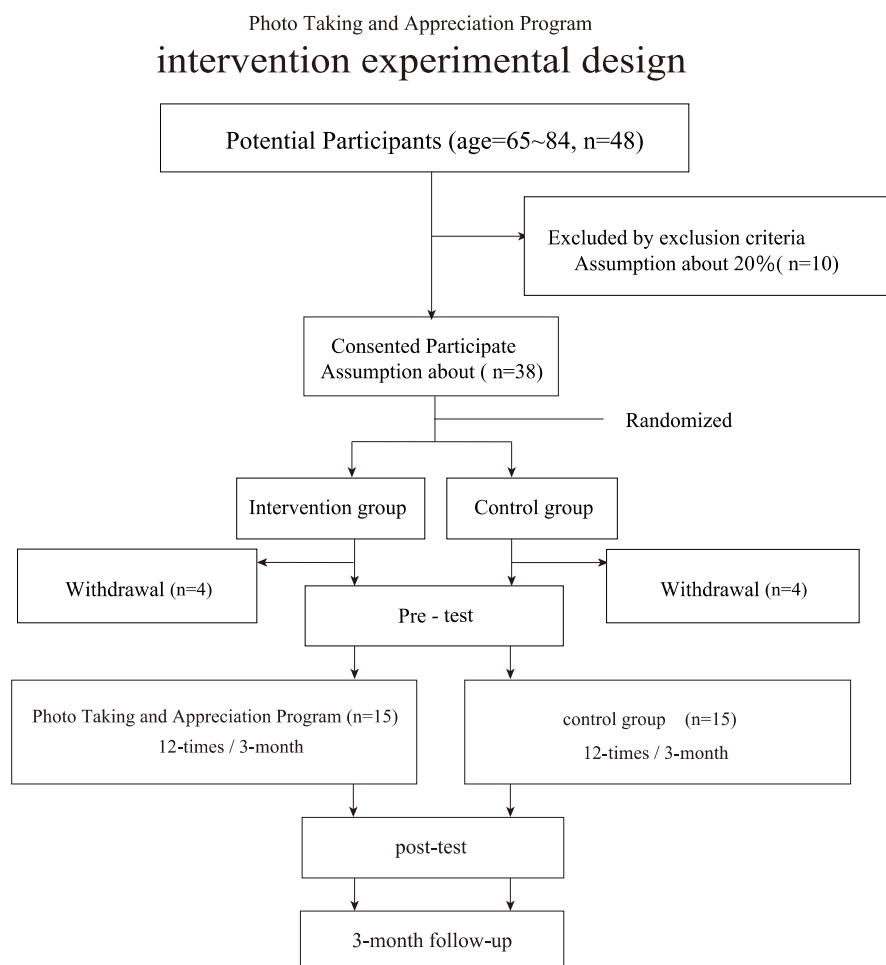 Photo Taking and Appreciation Program
intervention experimental design
Potential Participants (age=65~84, n=48)
Excluded by exclusion criteria
Assumption about 20%( n=10)
Consented Participate
Assumption about ( n=38)
Randomized
Intervention group
Control group
Withdrawal (n=4)
Withdrawal (n=4)
Pre - test
Photo Taking and Appreciation Program (n=15)
12-times / 3-month
control group (n=15)
12-times / 3-month
post-test
3-month follow-up